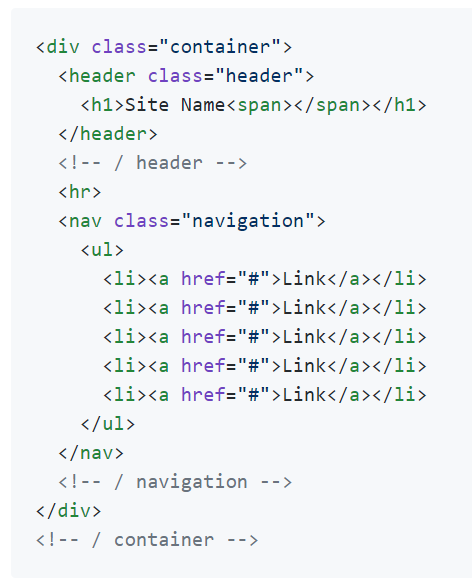 <div class="container">
  <header class="header">
    <h1>Site Name<span></span></h1>
  </header>
  <!-- / header -->
  <hr>
  <nav class="navigation">
    <ul>
      <li><a href="#">Link</a></li>
      <li><a href="#">Link</a></li>
      <li><a href="#">Link</a></li>
      <li><a href="#">Link</a></li>
      <li><a href="#">Link</a></li>
    </ul>
  </nav>
  <!-- / navigation -->
</div>
<!-- / container -->